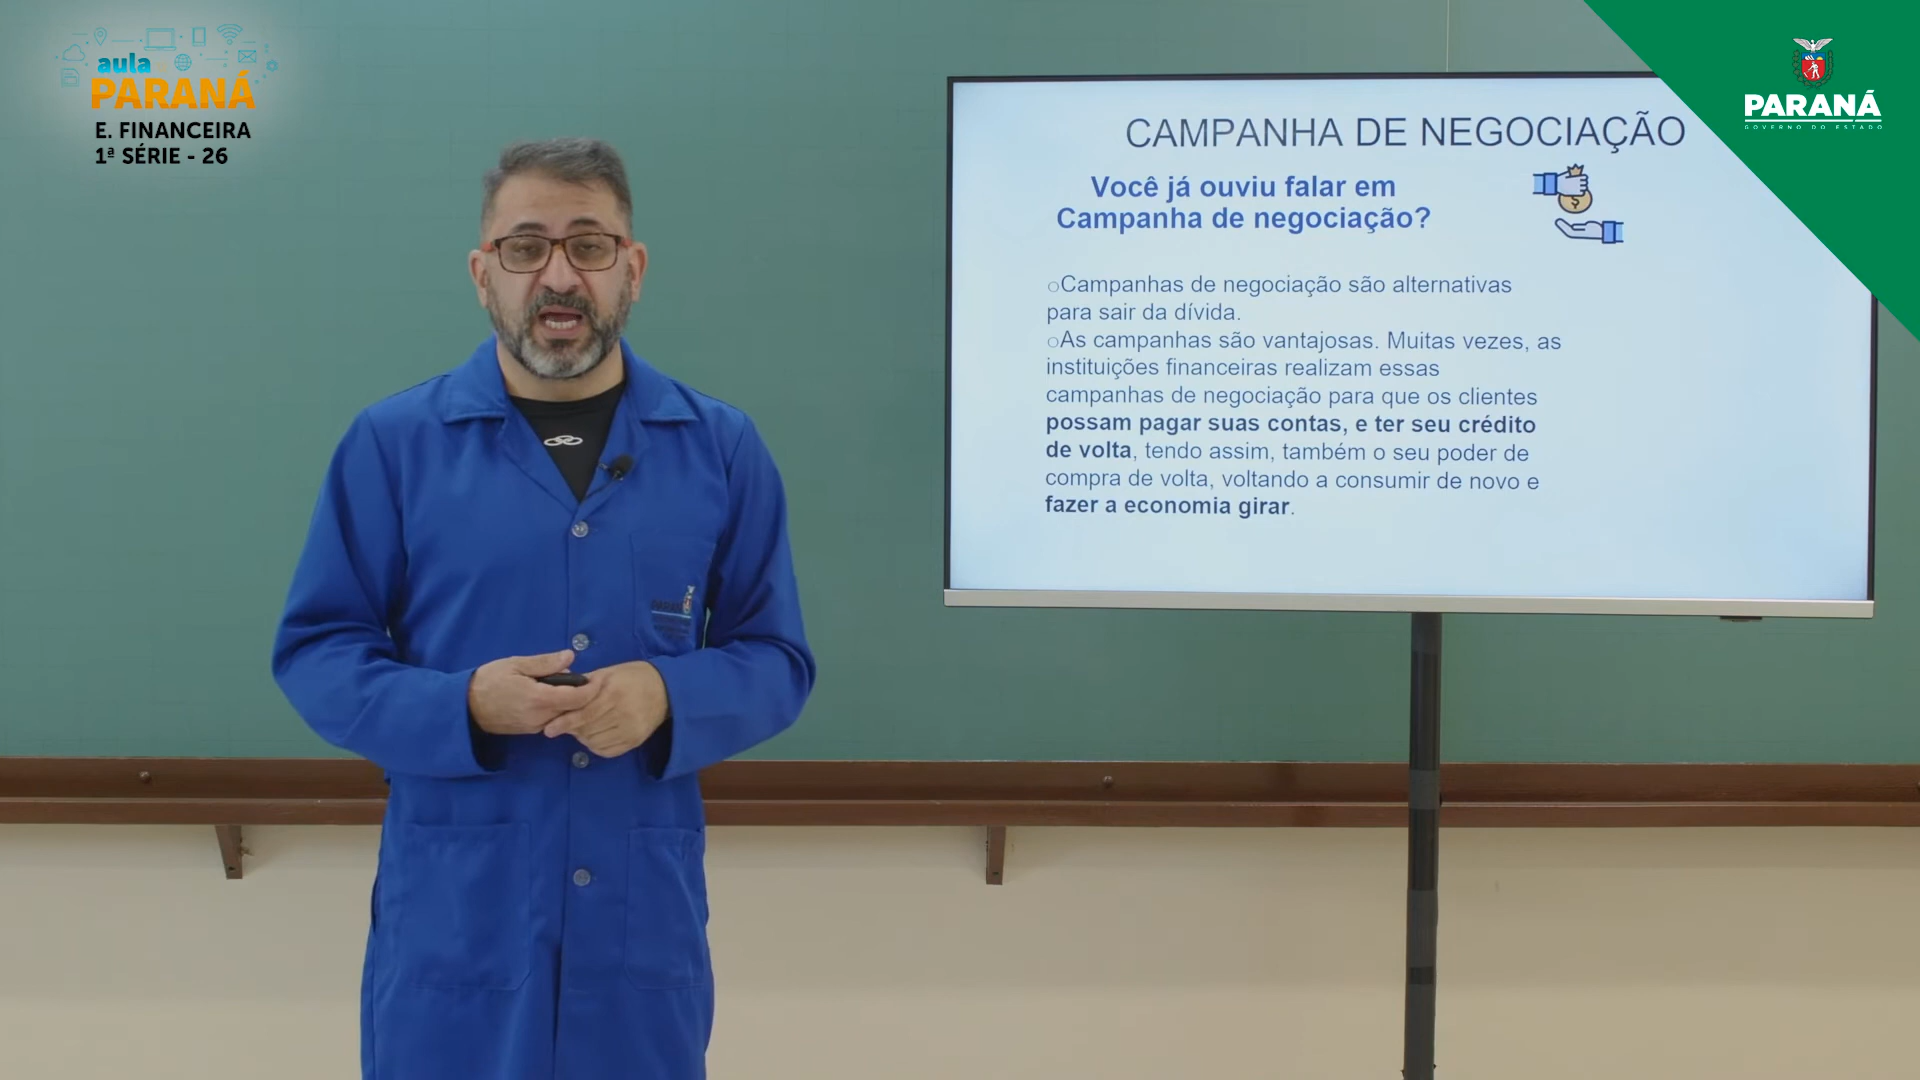 aula
PARANÁ
E. FINANCEIRA
1ª SÉRIE - 26
PARANÁ
GOVERNO DO ESTADO
CAMPANHA DE NEGOCIAÇÃO
Você já ouviu falar em
Campanha de negociação?
○Campanhas de negociação são alternativas
para sair da dívida.
○As campanhas são vantajosas. Muitas vezes, as
instituições financeiras realizam essas
campanhas de negociação para que os clientes
possam pagar suas contas, e ter seu crédito
de volta, tendo assim, também o seu poder de
compra de volta, voltando a consumir de novo e
fazer a economia girar.